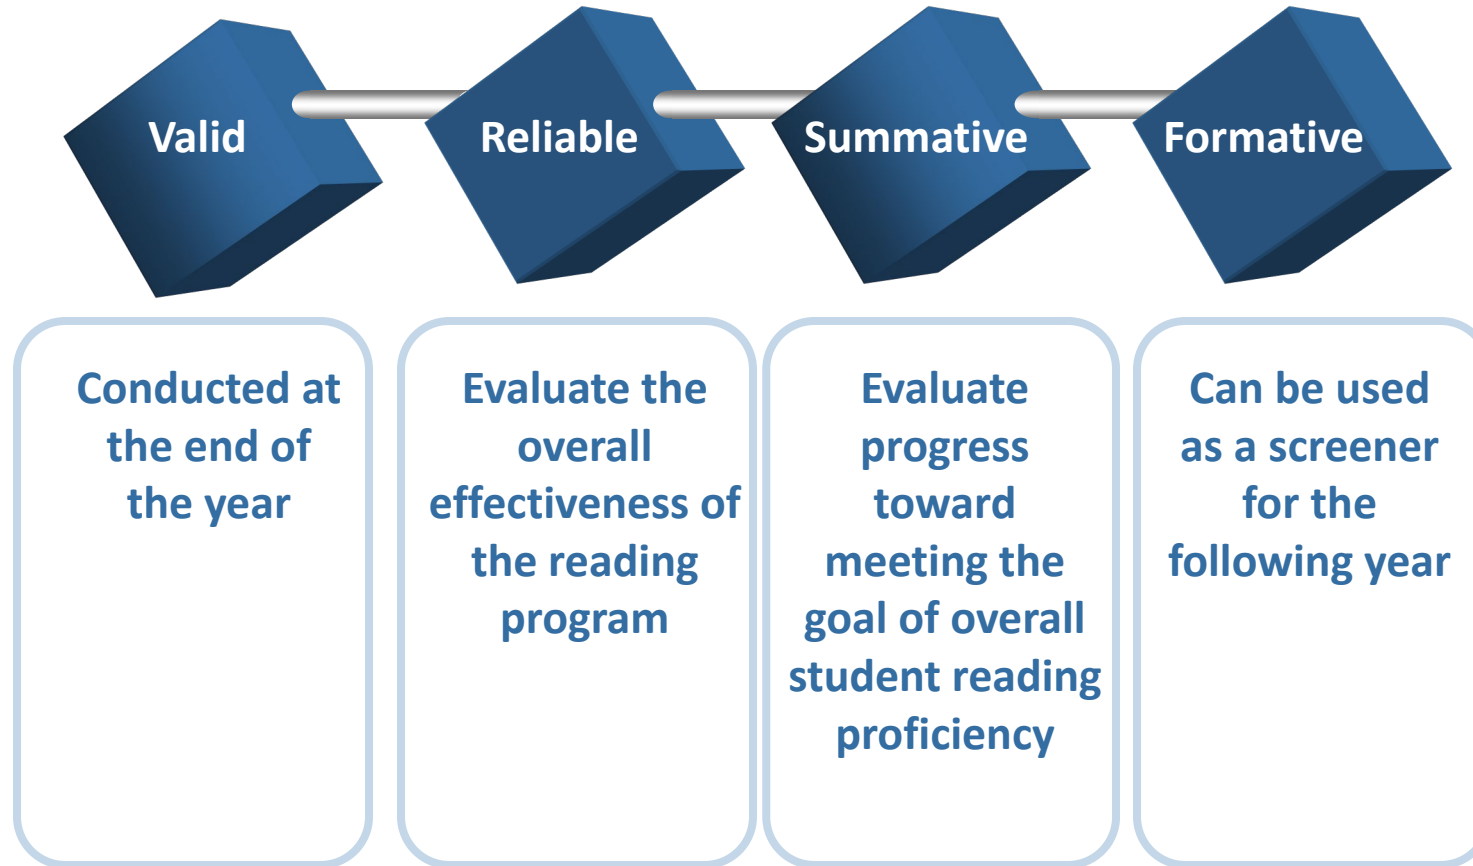 Valid
Reliable
Summative
Formative
Conducted at
the end of
the year
Evaluate the
overall
effectiveness of
the reading
program
Evaluate
progress
toward
meeting the
goal of overall
student reading
proficiency
Can be used
as a screener
for the
following year